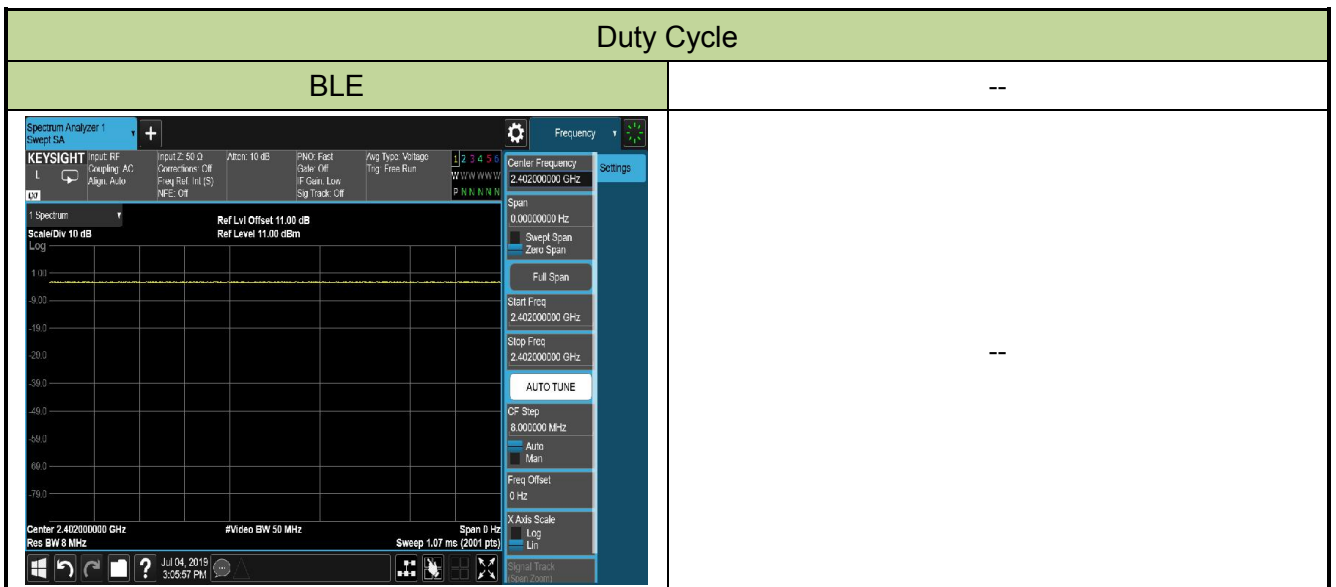 Duty Cycle
BLE
--
Spectrum Analyzer 1
Swept SA
+
Frequency
KEYSIGHT
L
Input: RF
Coupling: AC
Align: Auto
Input Z: 50 Ω
Corrections: Off
Freq Ref: Int (S)
NFE: Off
Atten: 10 dB
PNO: Fast
Gate: Off
IF Gain: Low
Sig Track: Off
Avg Type: Voltage
Trig: Free Run
1 2 3 4 5 6
W W W W W W
P N N N N N
Center Frequency
2.402000000 GHz
Settings
Span
0.00000000 Hz
Swept Span
Zero Span
Full Span
Start Freq
2.402000000 GHz
Stop Freq
2.402000000 GHz
AUTO TUNE
CF Step
8.000000 MHz
Auto
Man
Freq Offset
0 Hz
X Axis Scale
Log
Lin
Signal Track
(Span Zoom)
1 Spectrum
Scale/Div 10 dB
Log
Ref Lvl Offset 11.00 dB
Ref Level 11.00 dBm
1.00
-9.00
-19.0
-29.0
-39.0
-49.0
-59.0
-69.0
-79.0
Center 2.402000000 GHz
Res BW 8 MHz
#Video BW 50 MHz
Span 0 Hz
Sweep 1.07 ms (2001 pts)
?
Jul 04, 2019
3:05:57 PM
--